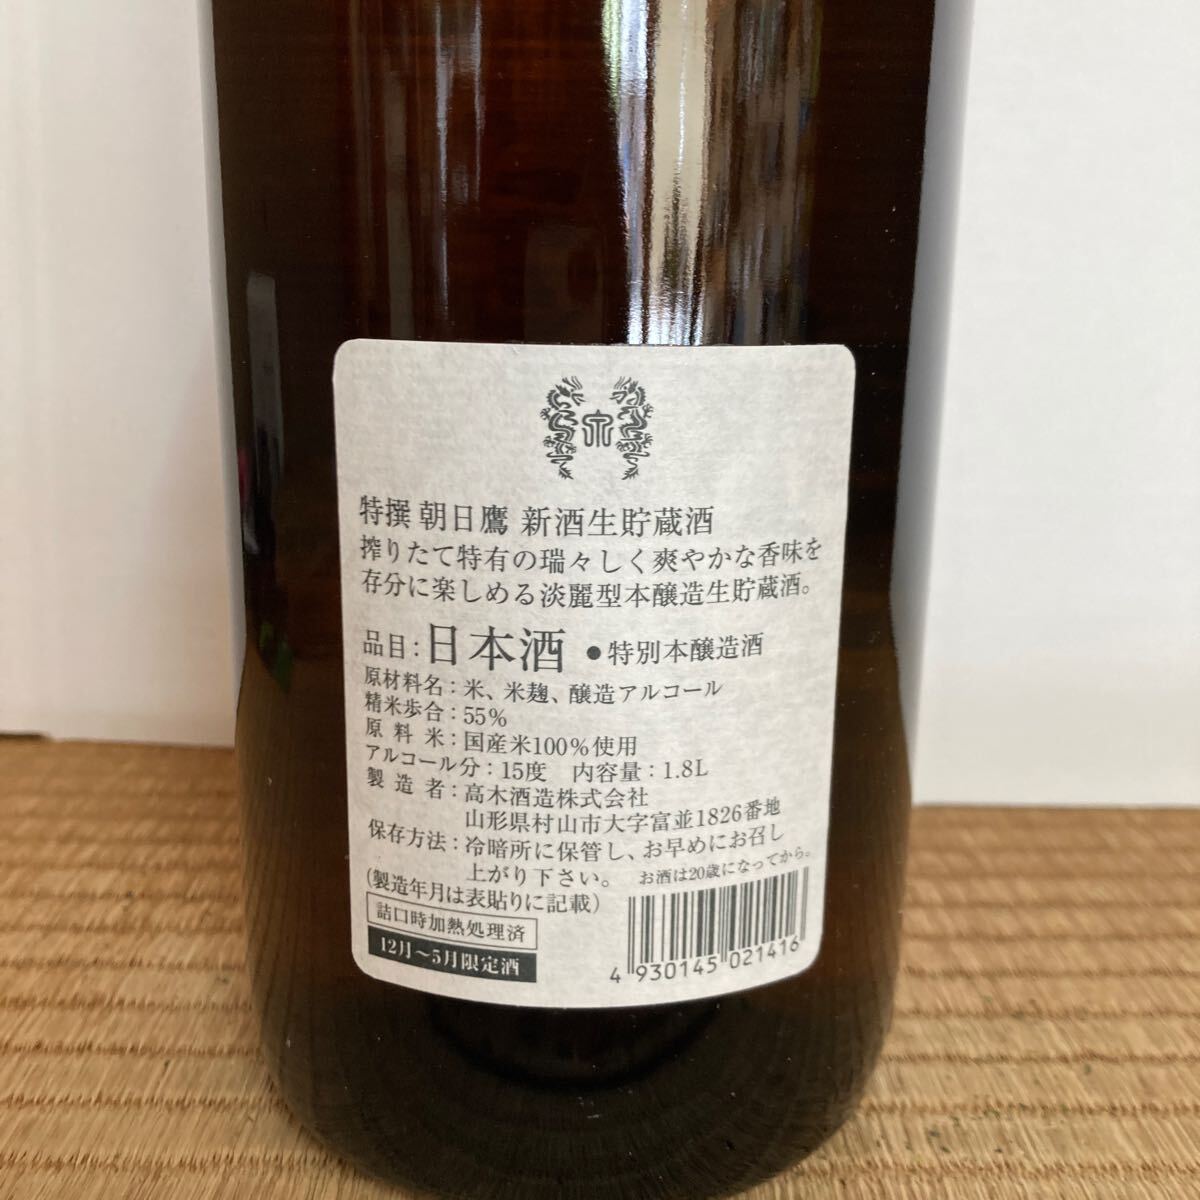 特撰 朝日鷹 新酒生貯蔵酒
搾りたて特有の瑞々しく爽やかな香味を
存分に楽しめる淡麗型本醸造生貯蔵酒。
品目：日本酒 ●特別本醸造酒
原材料名：米、米麹、醸造アルコール
精米歩合：55%
原料米：国産米100%使用
アルコール分：15度 内容量：1.8L
製造者：高木酒造株式会社
山形県村山市大字富並1826番地
保存方法：冷暗所に保管し、お早めにお召し
上がり下さい。 お酒は20歳になってから。
(製造年月は表貼りに記載)
詰口時加熱処理済
12月～5月限定酒
4 930145 021416